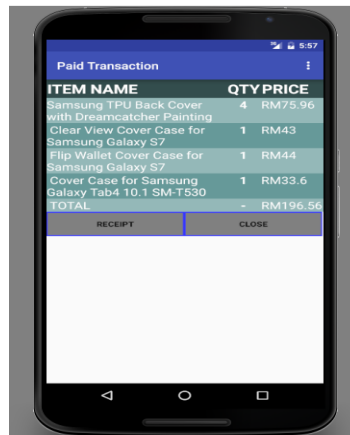 5:57
Paid Transaction
ITEM NAME QTY PRICE
Samsung TPU Back Cover 4 RM75.96
with Dreamcatcher Painting
Clear View Cover Case for 1 RM43
Samsung Galaxy S7
Flip Wallet Cover Case for 1 RM44
Samsung Galaxy S7
Cover Case for Samsung 1 RM33.6
Galaxy Tab4 10.1 SM-T530
TOTAL - RM196.56
RECEIPT CLOSE